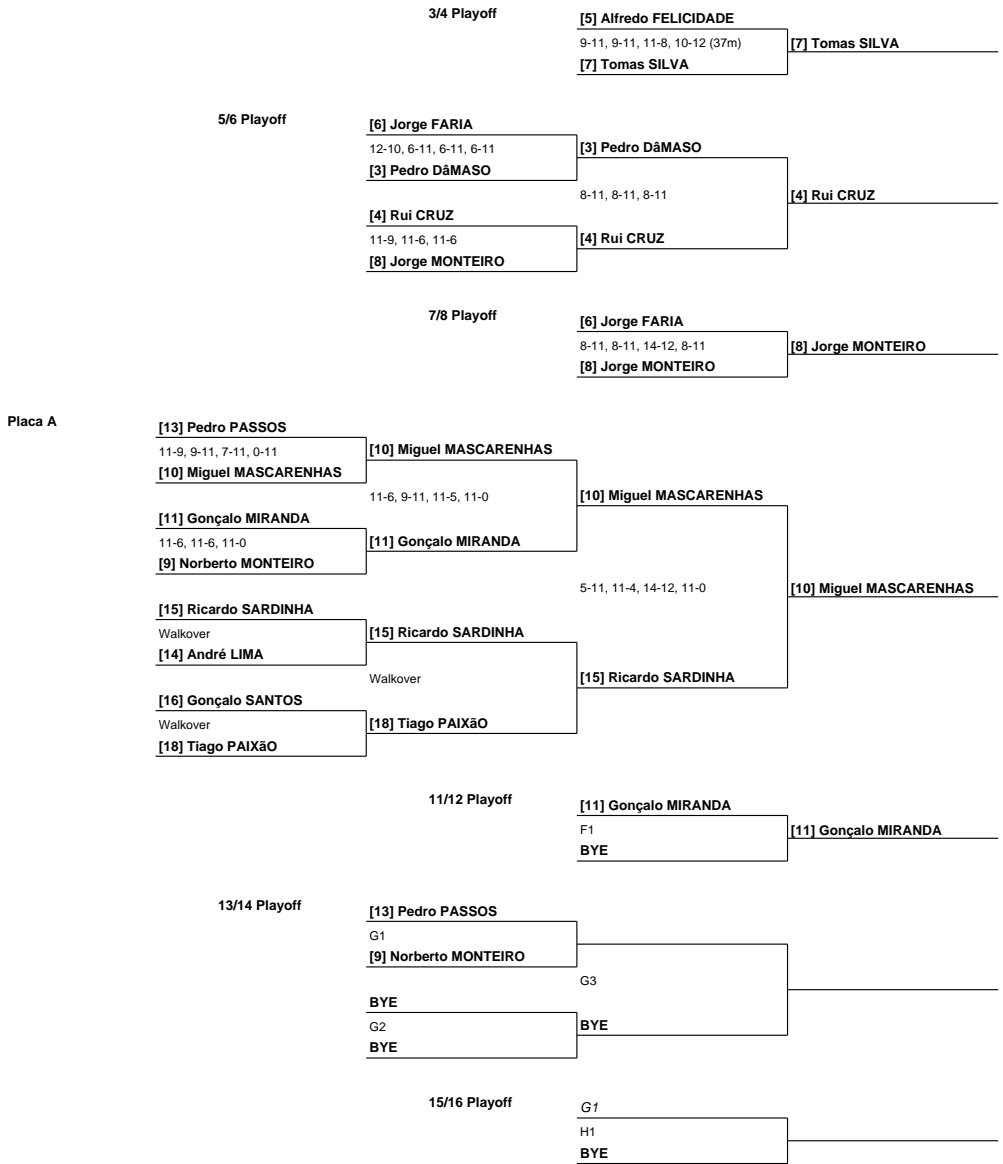 3/4 Playoff
[5] Alfredo FELICIDADE
9-11, 9-11, 11-8, 10-12 (37m)
[7] Tomas SILVA
[7] Tomas SILVA
5/6 Playoff
[6] Jorge FARIA
12-10, 6-11, 6-11, 6-11
[3] Pedro DâMASO
[3] Pedro DâMASO
8-11, 8-11, 8-11
[4] Rui CRUZ
[4] Rui CRUZ
11-9, 11-6, 11-6
[4] Rui CRUZ
[8] Jorge MONTEIRO
7/8 Playoff
[6] Jorge FARIA
8-11, 8-11, 14-12, 8-11
[8] Jorge MONTEIRO
[8] Jorge MONTEIRO
Placa A
[13] Pedro PASSOS
11-9, 9-11, 7-11, 0-11
[10] Miguel MASCARENHAS
[10] Miguel MASCARENHAS
11-6, 9-11, 11-5, 11-0
[10] Miguel MASCARENHAS
[11] Gonçalo MIRANDA
11-6, 11-6, 11-0
[11] Gonçalo MIRANDA
[9] Norberto MONTEIRO
5-11, 11-4, 14-12, 11-0
[10] Miguel MASCARENHAS
[15] Ricardo SARDINHA
Walkover
[15] Ricardo SARDINHA
[14] André LIMA
Walkover
[15] Ricardo SARDINHA
[16] Gonçalo SANTOS
Walkover
[18] Tiago PAIXãO
[18] Tiago PAIXãO
11/12 Playoff
[11] Gonçalo MIRANDA
F1
[11] Gonçalo MIRANDA
BYE
13/14 Playoff
[13] Pedro PASSOS
G1
[9] Norberto MONTEIRO
G3
BYE
G2
BYE
BYE
15/16 Playoff
G1
H1
BYE